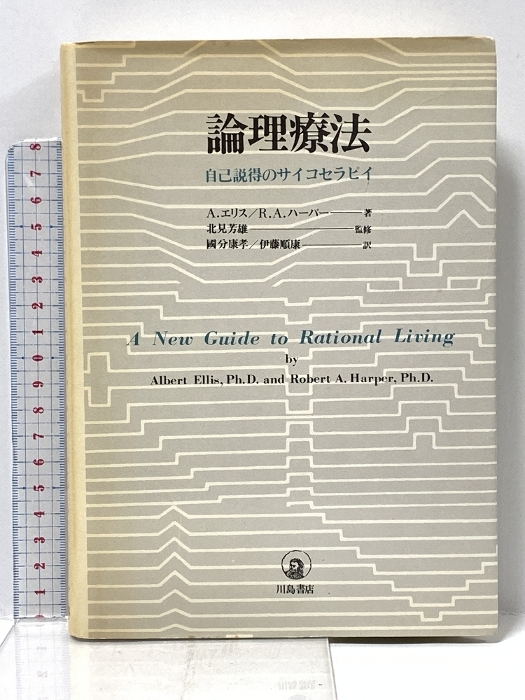 論理療法
自己説得のサイコセラピイ
A.エリス/R.A.ハーパー――著
北見芳雄――監修
國分康孝/伊藤順康――訳
A New Guide to Rational Living
by
Albert Ellis, Ph.D. and Robert A. Harper, Ph.D.
川島書店